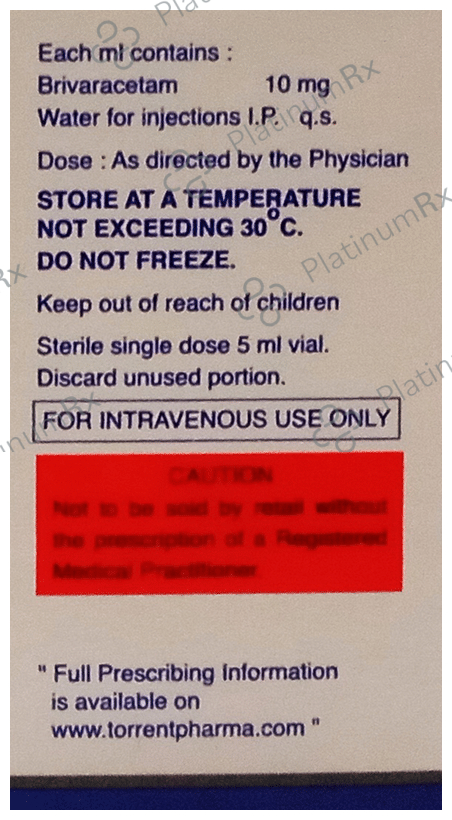 Each ml contains :
Brivaracetam 10 mg
Water for injections I.P. q.s.
Dose : As directed by the Physician
STORE AT A TEMPERATURE
NOT EXCEEDING 30°C.
DO NOT FREEZE.
Keep out of reach of children
Sterile single dose 5 ml vial.
Discard unused portion.
FOR INTRAVENOUS USE ONLY
CAUTION
Not to be sold by retail without
the prescription of a Registered
Medical Practitioner.
" Full Prescribing Information
is available on
www.torrentpharma.com "
PlatinumRx
PlatinumRx